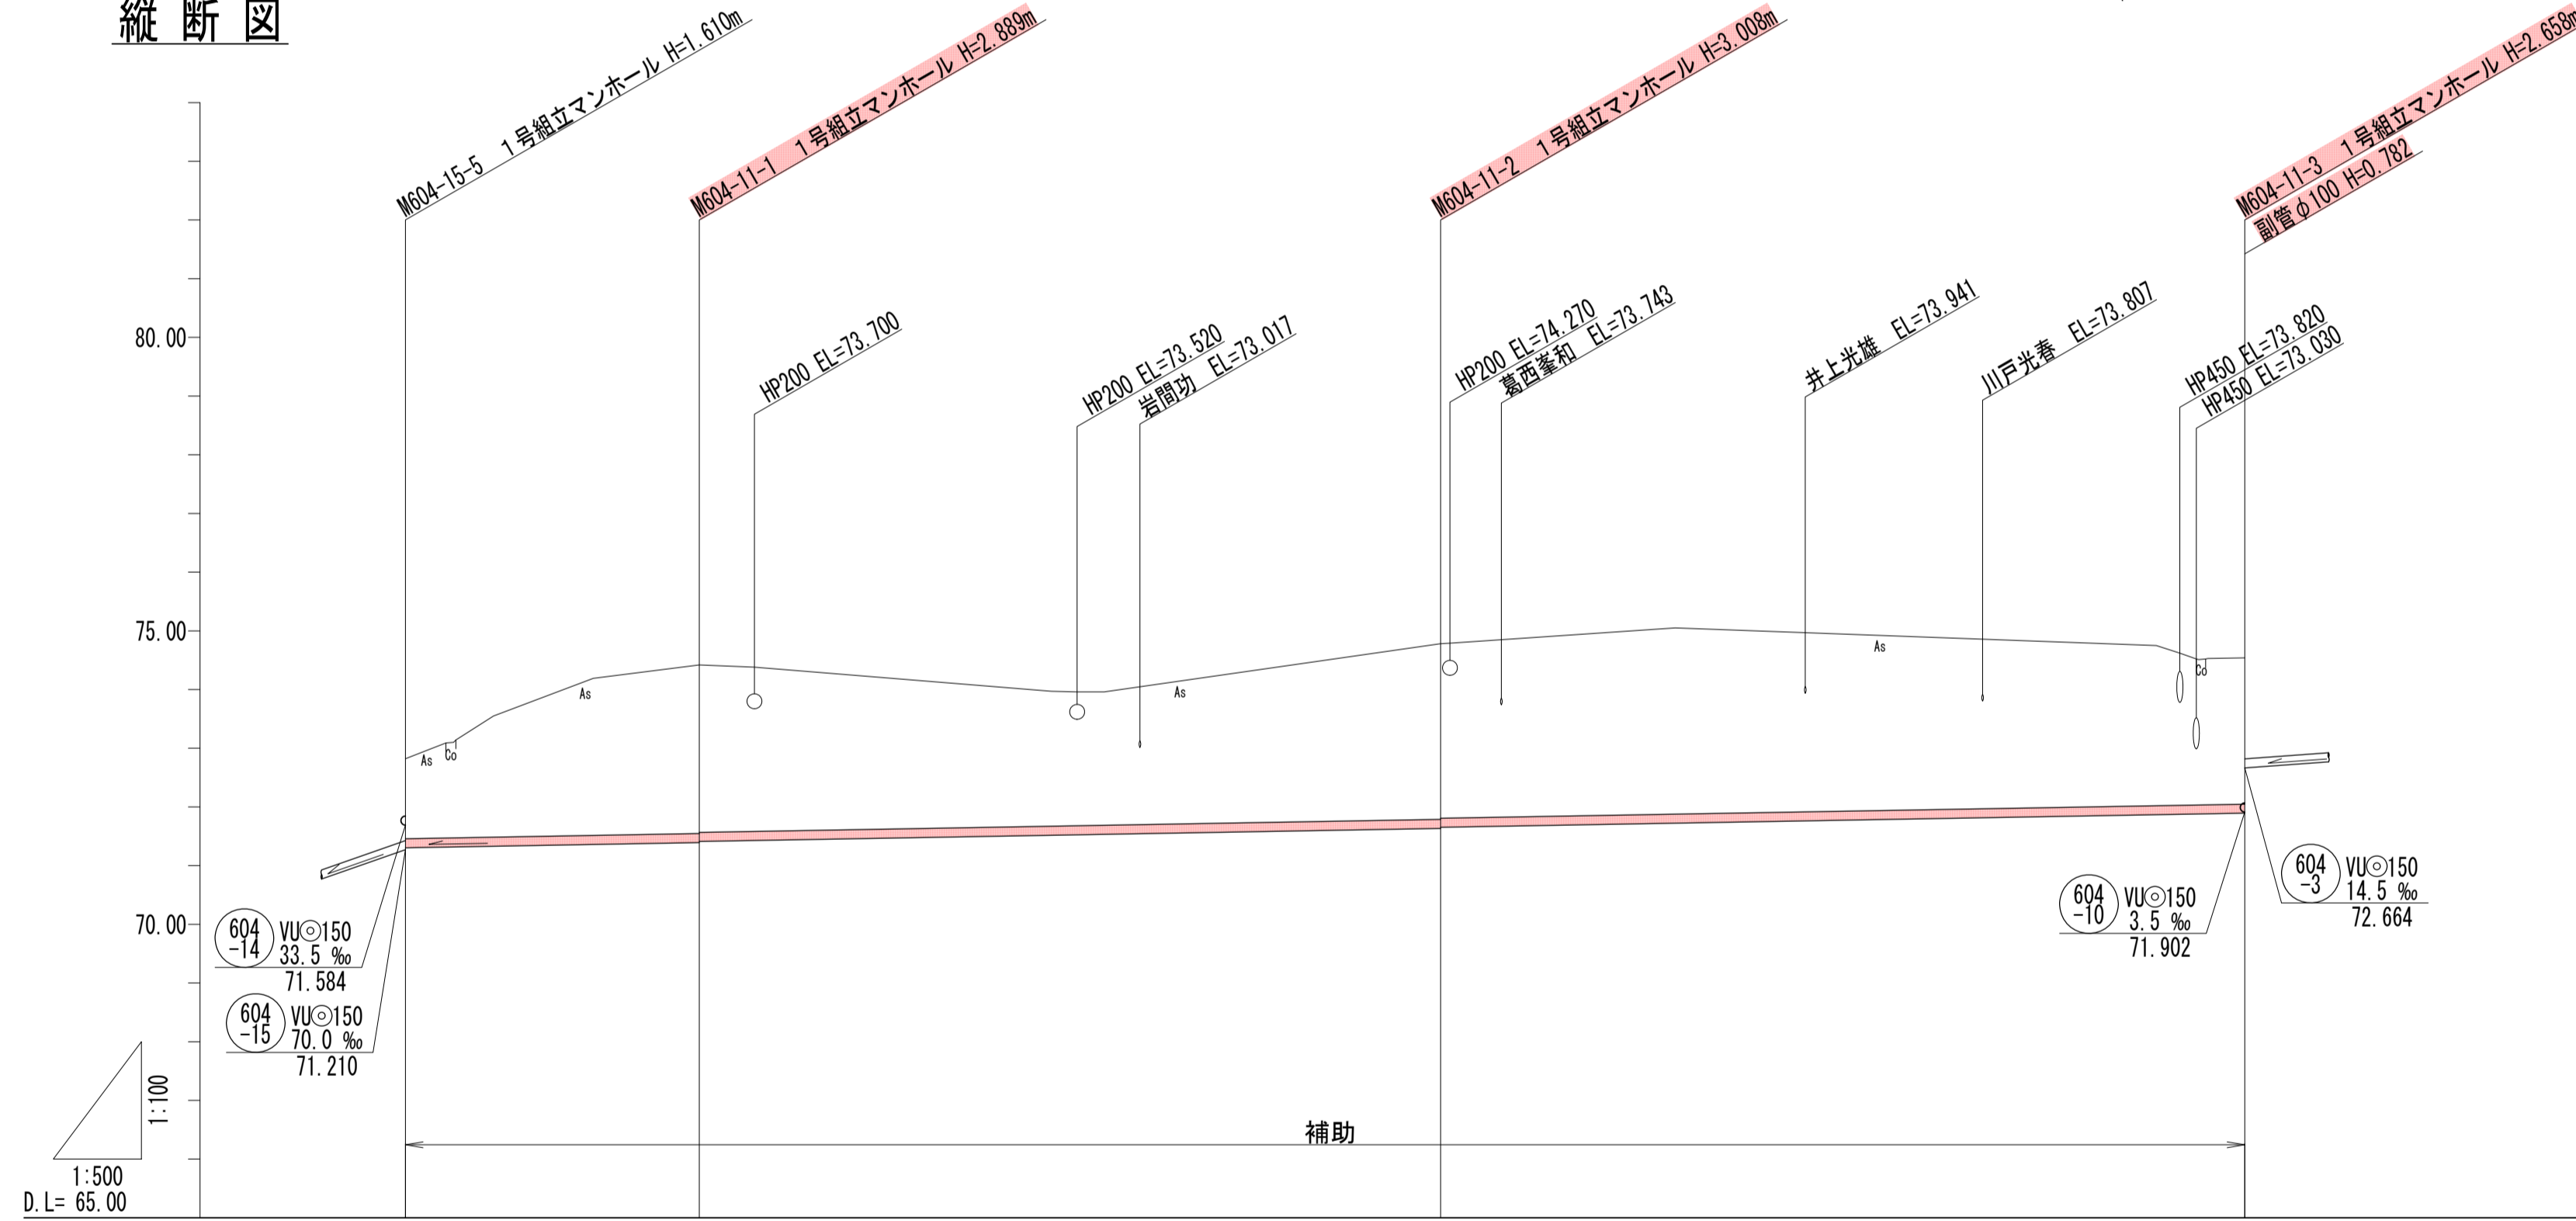 縦断図
M604-15-5　1号組立マンホール H=1.610m
M604-11-1　1号組立マンホール H=2.889m
M604-11-2　1号組立マンホール H=3.008m
M604-11-3　1号組立マンホール H=2.658m
副管φ100 H=0.782
80.00
HP200 EL=73.700
HP200 EL=73.520
岩間功　EL=73.017
HP200 EL=74.270
葛西峯和　EL=73.743
井上光雄　EL=73.941
川戸光春　EL=73.807
HP450 EL=73.820
HP450 EL=73.030
75.00
As
Co
As
As
As
Co
70.00
604
-14
VU◎150
33.5 ‰
71.584
604
-15
VU◎150
70.0 ‰
71.210
604
-10
VU◎150
3.5 ‰
71.902
604
-3
VU◎150
14.5 ‰
72.664
補助
1:100
1:500
D.L= 65.00